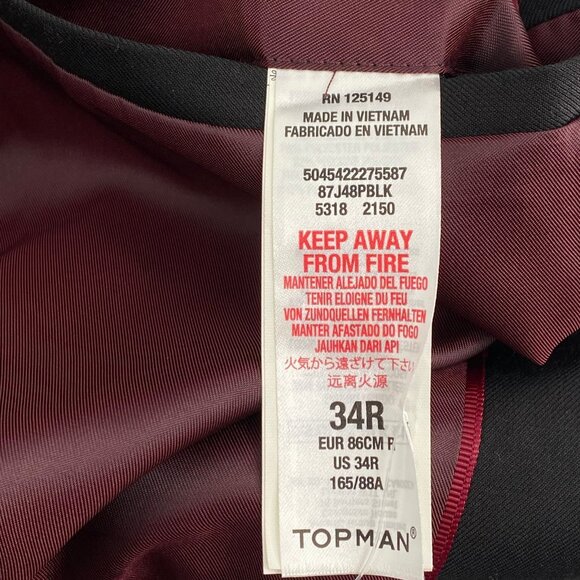 RN 125149
MADE IN VIETNAM
FABRICADO EN VIETNAM
5045422275587
87J48PBLK
5318 2150
KEEP AWAY
FROM FIRE
MANTENER ALEJADO DEL FUEGO
TENIR ELOIGNE DU FEU
VON ZUNDQUELLEN FERNHALTEN
MANTER AFASTADO DO FOGO
JAUHKAN DARI API
火気から遠ざけて下さい
远离火源
34R
EUR 86CM R
US 34R
165/88A
TOPMAN®